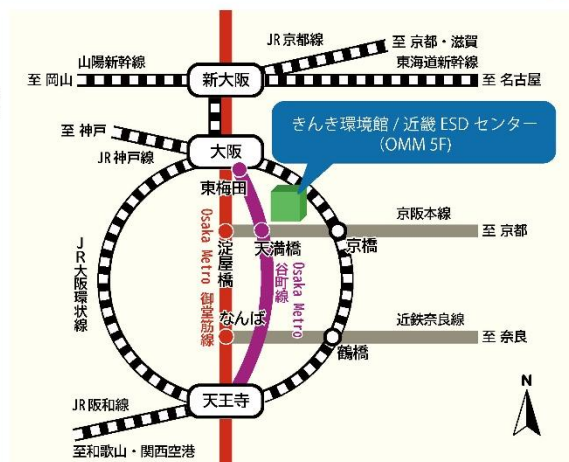 JR京都線
至 京都・滋賀
山陽新幹線
東海道新幹線
至 岡山
新大阪
至 名古屋
きんき環境館 / 近畿 ESD センター
(OMM 5F)
至 神戸
大阪
JR神戸線
東梅田
京阪本線
淀屋橋
天満橋
京橋
至 京都
JR大阪環状線
Osaka Metro 御堂筋線
Osaka Metro
谷町線
なんば
近鉄奈良線
至 奈良
鶴橋
天王寺
JR阪和線
至和歌山・関西空港
N